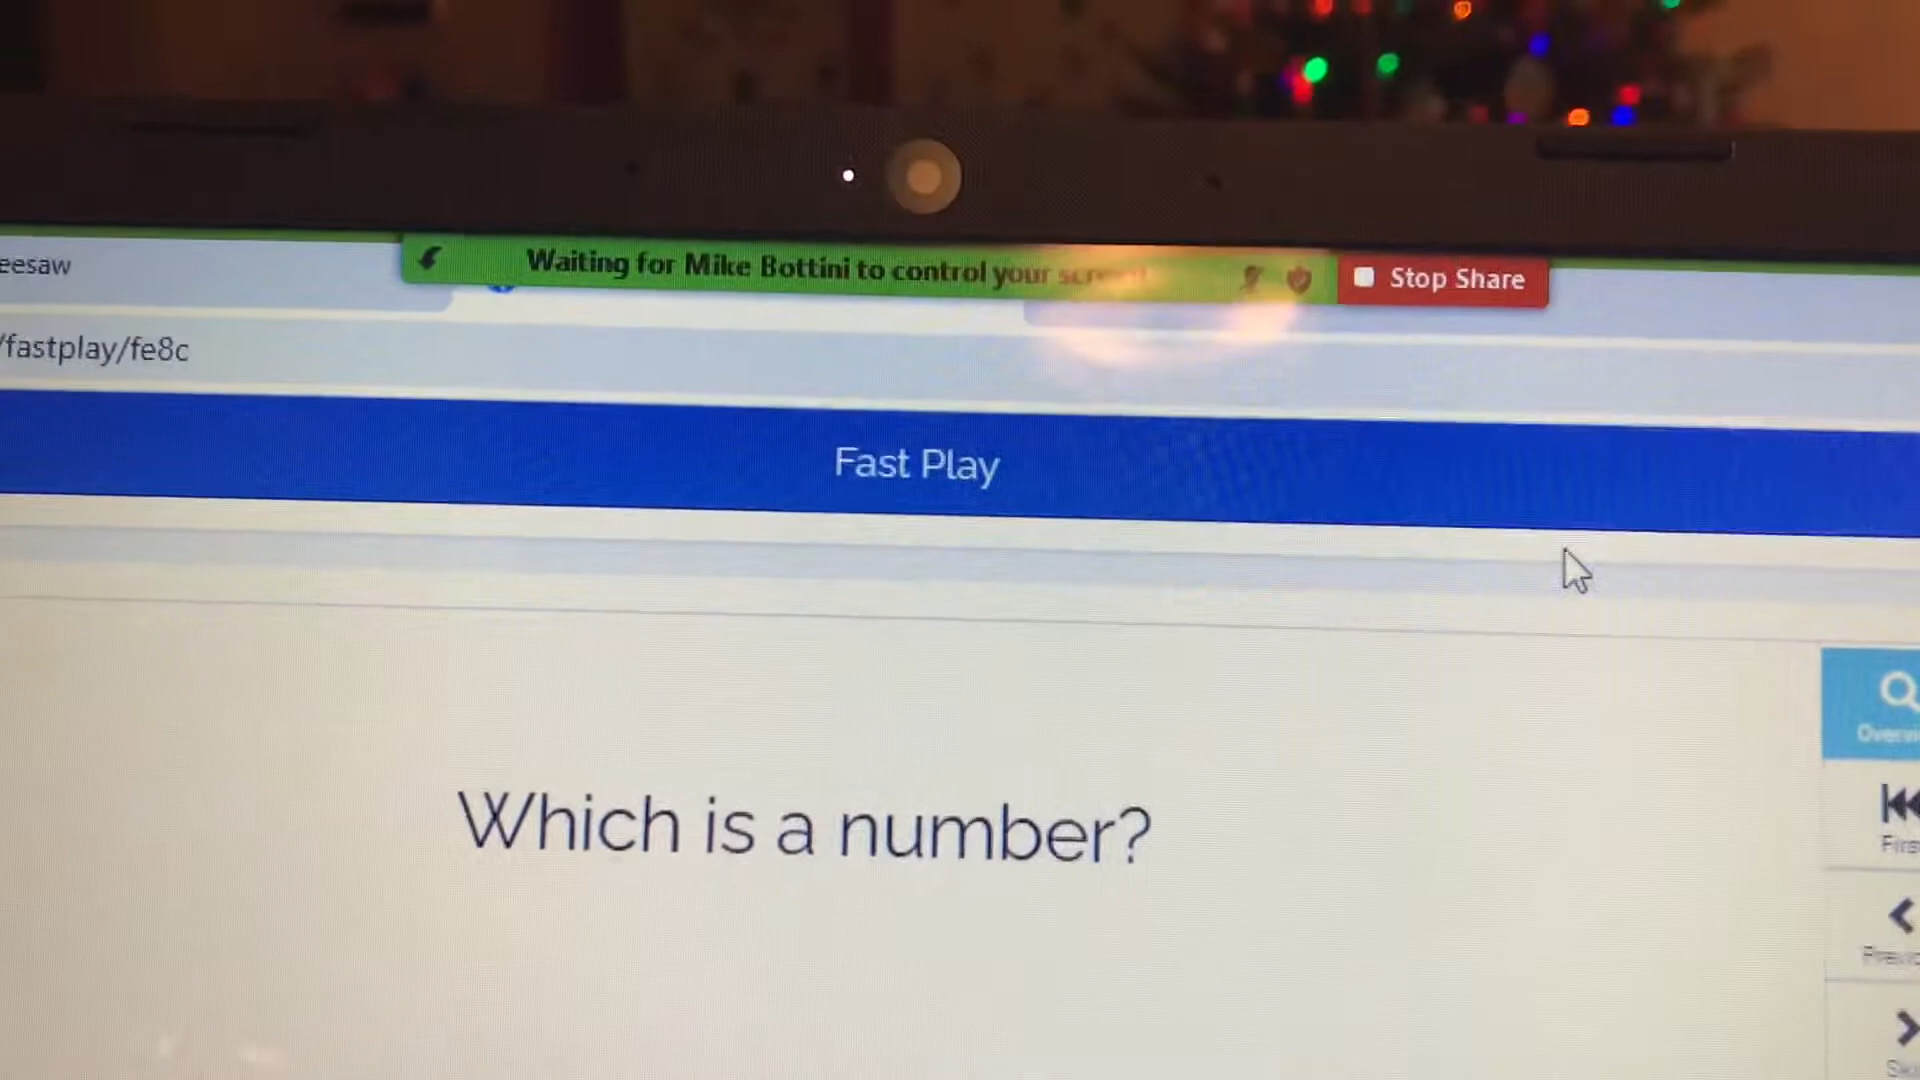 eesaw
Waiting for Mike Bottini to control your
Stop Share
/fastplay/fe8c
Fast Play
Which is a number?